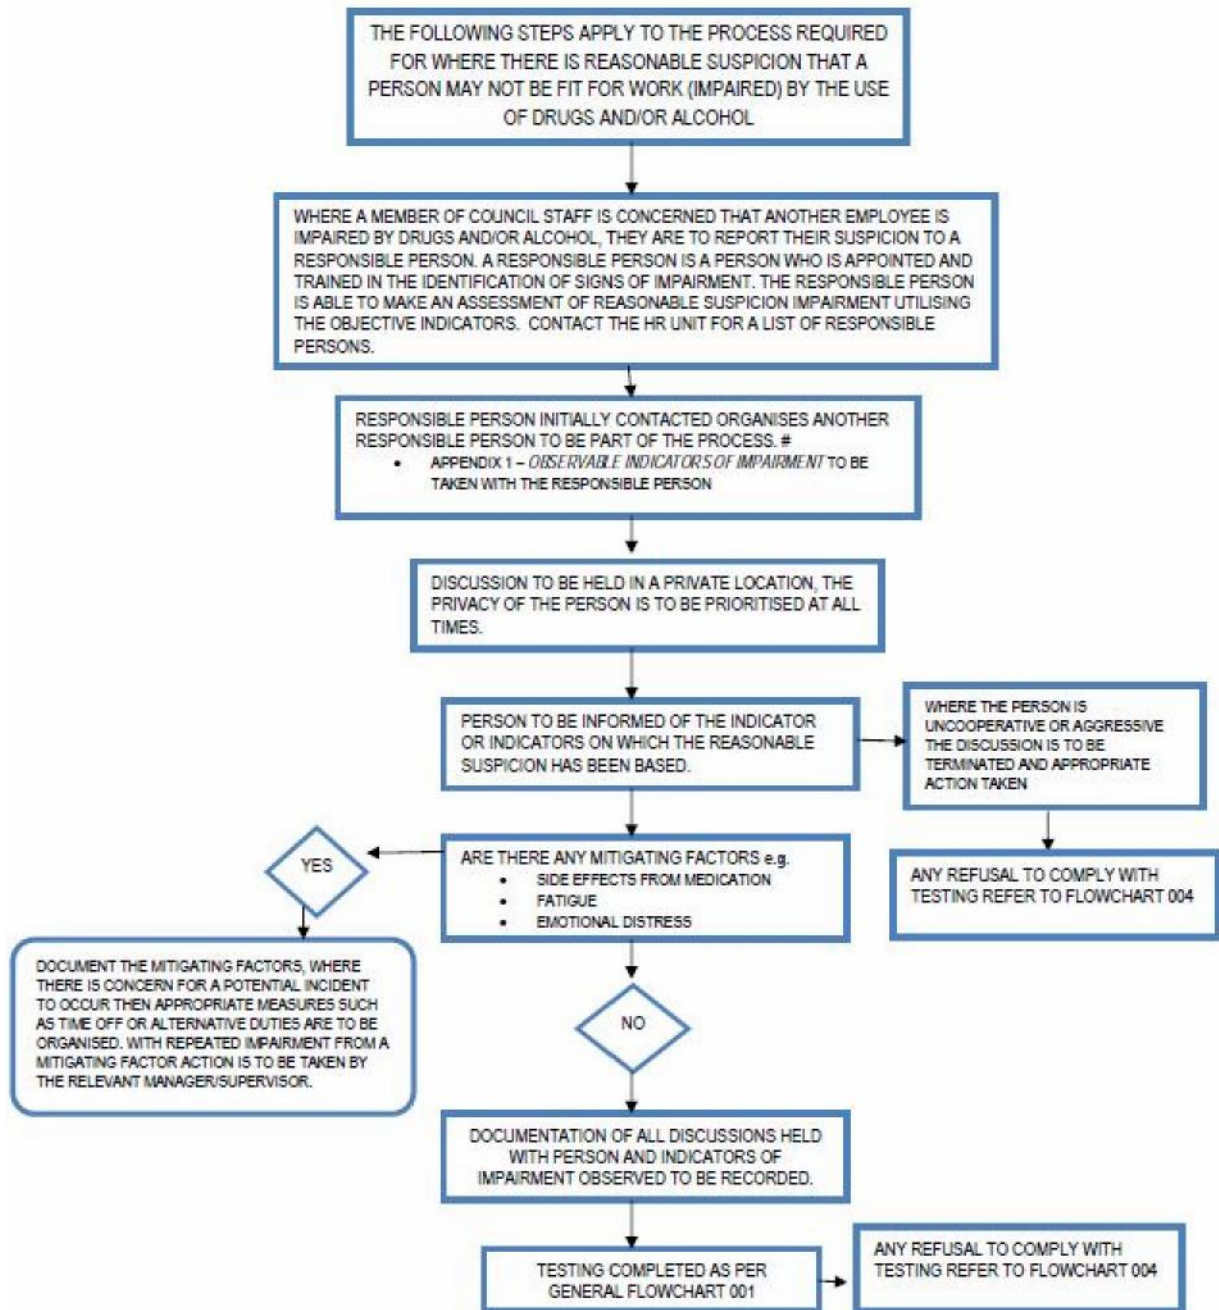 THE FOLLOWING STEPS APPLY TO THE PROCESS REQUIRED
FOR WHERE THERE IS REASONABLE SUSPICION THAT A
PERSON MAY NOT BE FIT FOR WORK (IMPAIRED) BY THE USE
OF DRUGS AND/OR ALCOHOL
WHERE A MEMBER OF COUNCIL STAFF IS CONCERNED THAT ANOTHER EMPLOYEE IS
IMPAIRED BY DRUGS AND/OR ALCOHOL, THEY ARE TO REPORT THEIR SUSPICION TO A
RESPONSIBLE PERSON. A RESPONSIBLE PERSON IS A PERSON WHO IS APPOINTED AND
TRAINED IN THE IDENTIFICATION OF SIGNS OF IMPAIRMENT. THE RESPONSIBLE PERSON
IS ABLE TO MAKE AN ASSESSMENT OF REASONABLE SUSPICION IMPAIRMENT UTILISING
THE OBJECTIVE INDICATORS. CONTACT THE HR UNIT FOR A LIST OF RESPONSIBLE
PERSONS.
RESPONSIBLE PERSON INITIALLY CONTACTED ORGANISES ANOTHER
RESPONSIBLE PERSON TO BE PART OF THE PROCESS. #
• APPENDIX 1 – OBSERVABLE INDICATORS OF IMPAIRMENT TO BE
TAKEN WITH THE RESPONSIBLE PERSON
DISCUSSION TO BE HELD IN A PRIVATE LOCATION, THE
PRIVACY OF THE PERSON IS TO BE PRIORITISED AT ALL
TIMES.
PERSON TO BE INFORMED OF THE INDICATOR
OR INDICATORS ON WHICH THE REASONABLE
SUSPICION HAS BEEN BASED.
WHERE THE PERSON IS
UNCOOPERATIVE OR AGGRESSIVE
THE DISCUSSION IS TO BE
TERMINATED AND APPROPRIATE
ACTION TAKEN
ANY REFUSAL TO COMPLY WITH
TESTING REFER TO FLOWCHART 004
ARE THERE ANY MITIGATING FACTORS e.g.
• SIDE EFFECTS FROM MEDICATION
• FATIGUE
• EMOTIONAL DISTRESS
YES
DOCUMENT THE MITIGATING FACTORS, WHERE
THERE IS CONCERN FOR A POTENTIAL INCIDENT
TO OCCUR THEN APPROPRIATE MEASURES SUCH
AS TIME OFF OR ALTERNATIVE DUTIES ARE TO BE
ORGANISED. WITH REPEATED IMPAIRMENT FROM A
MITIGATING FACTOR ACTION IS TO BE TAKEN BY
THE RELEVANT MANAGER/SUPERVISOR.
NO
DOCUMENTATION OF ALL DISCUSSIONS HELD
WITH PERSON AND INDICATORS OF
IMPAIRMENT OBSERVED TO BE RECORDED.
TESTING COMPLETED AS PER
GENERAL FLOWCHART 001
ANY REFUSAL TO COMPLY WITH
TESTING REFER TO FLOWCHART 004